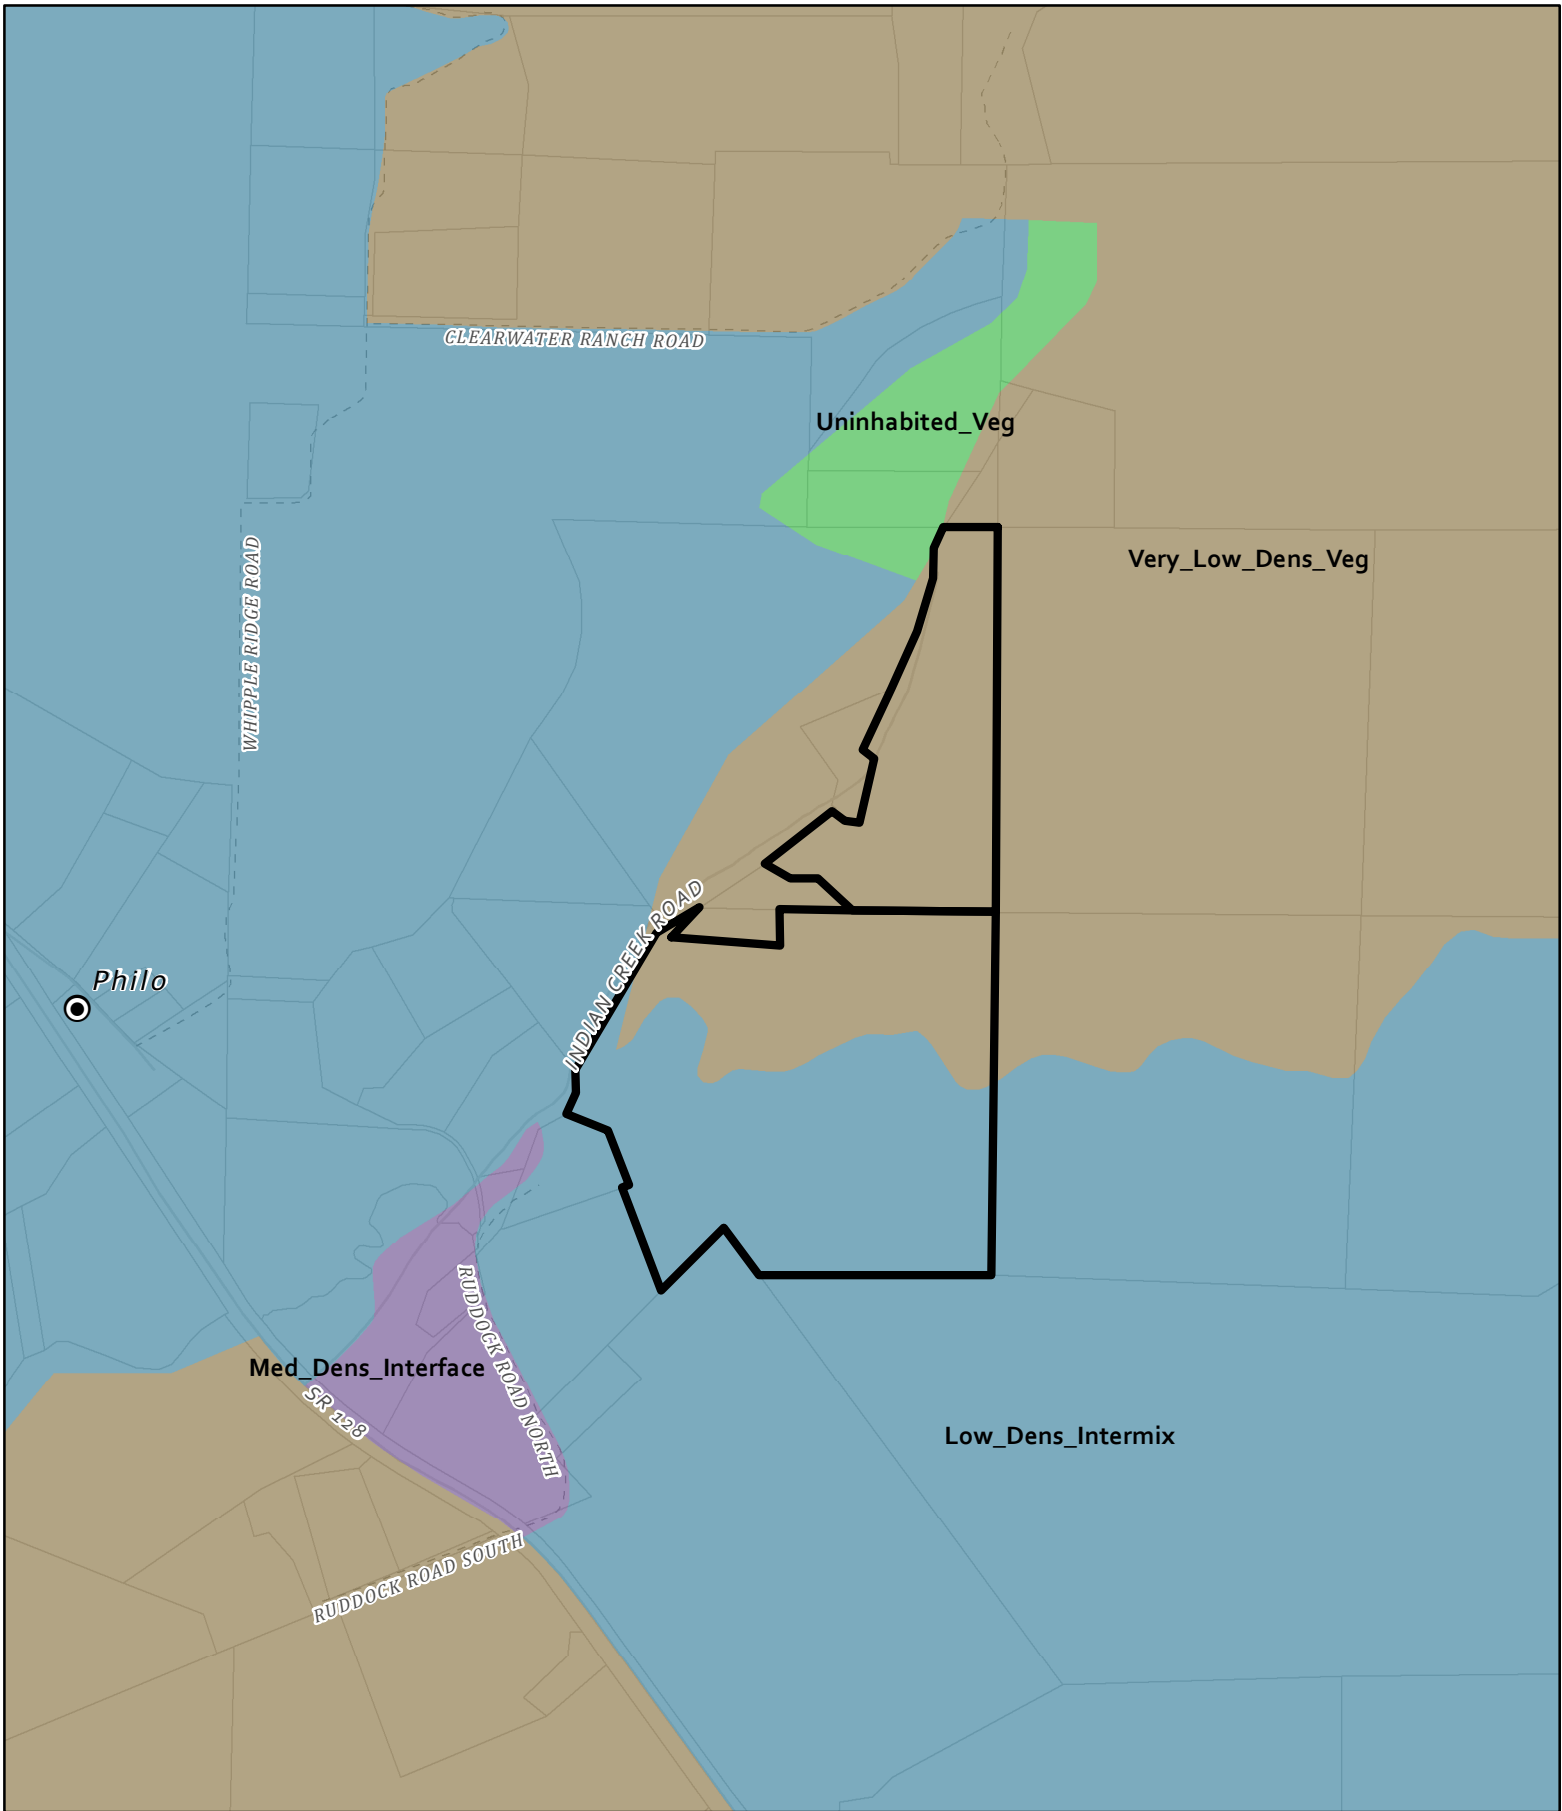 CLEARWATER RANCH ROAD
Uninhabited_Veg
Very_Low_Dens_Veg
WHIPPLE RIDGE ROAD
INDIAN CREEK ROAD
Philo
RUDDOCK ROAD NORTH
Med_Dens_Interface
SR 128
Low_Dens_Intermix
RUDDOCK ROAD SOUTH